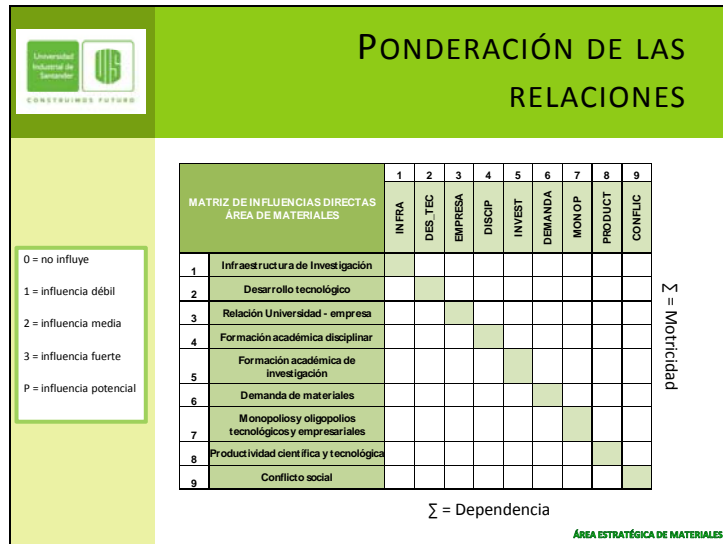 Universidad
Industrial de
Santander
UIS
CONSTRUIMOS FUTURO
PONDERACIÓN DE LAS
RELACIONES
0 = no influye
1 = influencia débil
2 = influencia media
3 = influencia fuerte
P = influencia potencial
MATRIZ DE INFLUENCIAS DIRECTAS
ÁREA DE MATERIALES
1 2 3 4 5 6 7 8 9
INFRA DES_TEC EMPRESA DISCIP INVEST DEMANDA MONOP PRODUCT CONFLIC
1 Infraestructura de Investigación
2 Desarrollo tecnológico
3 Relación Universidad - empresa
4 Formación académica disciplinar
Formación académica de
5 investigación
6 Demanda de materiales
Monopolios y oligopolios
7 tecnológicos y empresariales
8 Productividad científica y tecnológica
9 Conflicto social
∑ = Motricidad
∑ = Dependencia
ÁREA ESTRATÉGICA DE MATERIALES